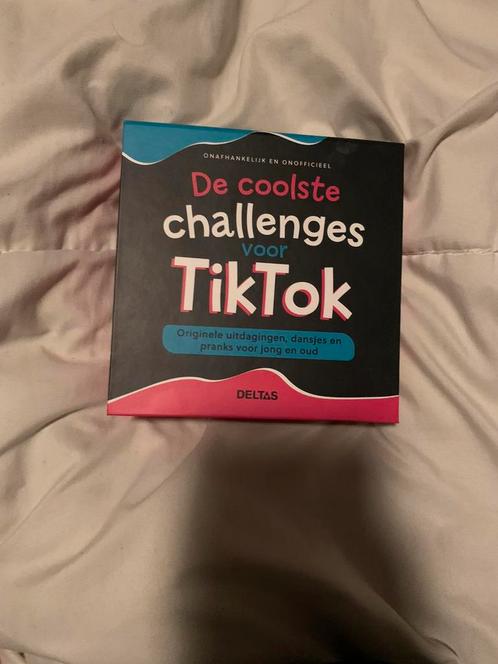 ONAFHANKELIJK EN ONOFFICIEEL
De coolste
challenges
voor
TikTok
Originele uitdagingen, dansjes en
pranks voor jong en oud
DELTAS